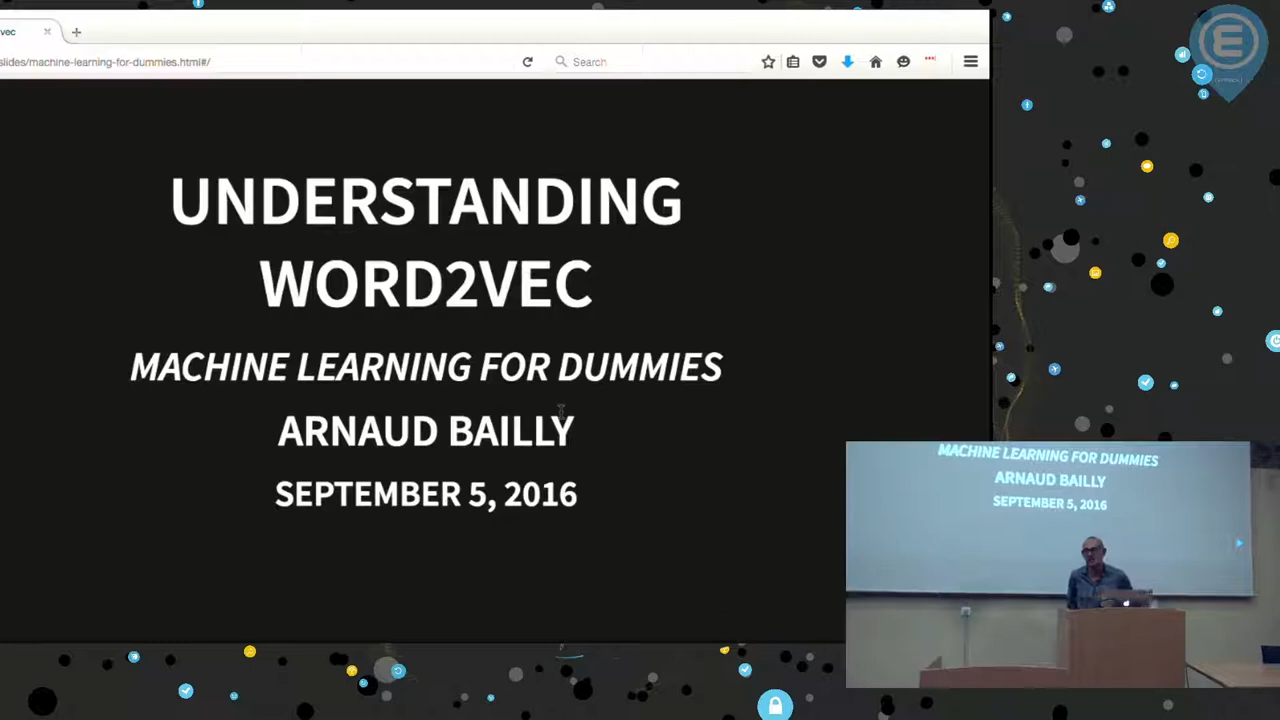 vec
slides/machine-learning-for-dummies.html#/
Search
UNDERSTANDING
WORD2VEC
MACHINE LEARNING FOR DUMMIES
ARNAUD BAILLY
SEPTEMBER 5, 2016
MACHINE LEARNING FOR DUMMIES
ARNAUD BAILLY
SEPTEMBER 5, 2016